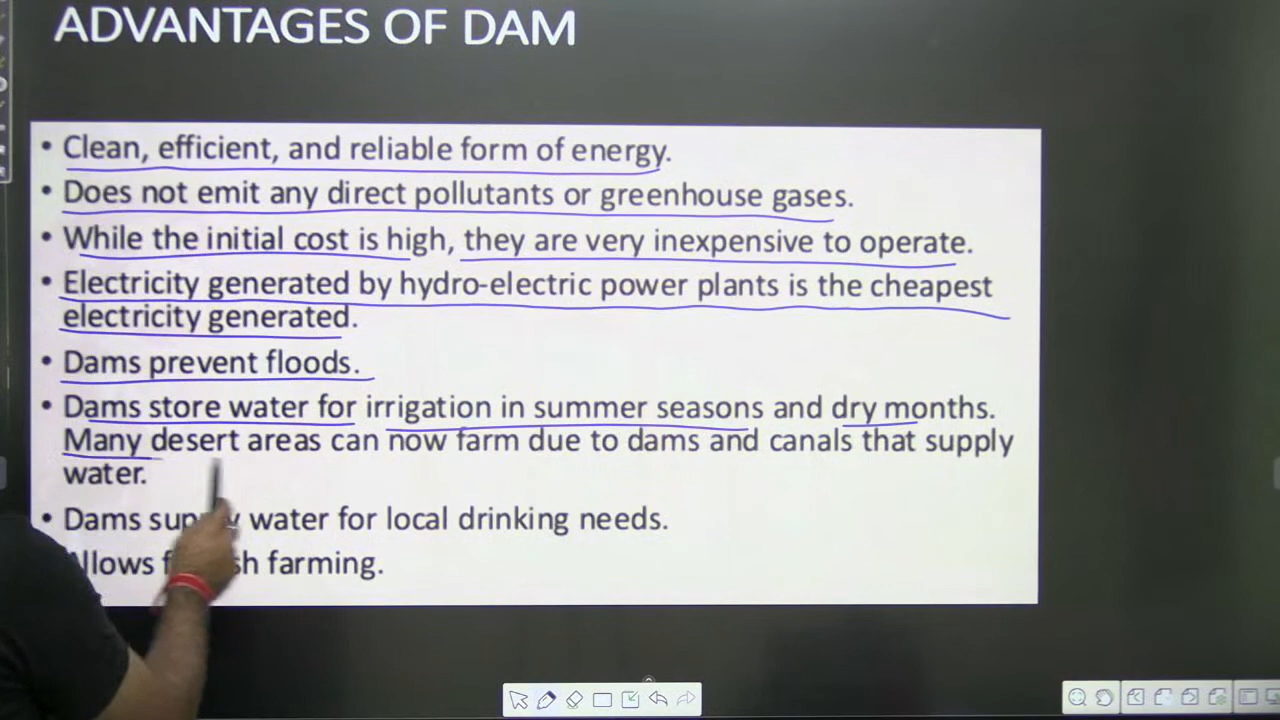 ADVANTAGES OF DAM
• Clean, efficient, and reliable form of energy.
• Does not emit any direct pollutants or greenhouse gases.
• While the initial cost is high, they are very inexpensive to operate.
• Electricity generated by hydro-electric power plants is the cheapest
electricity generated.
• Dams prevent floods.
• Dams store water for irrigation in summer seasons and dry months.
Many desert areas can now farm due to dams and canals that supply
water.
• Dams supply water for local drinking needs.
farming.